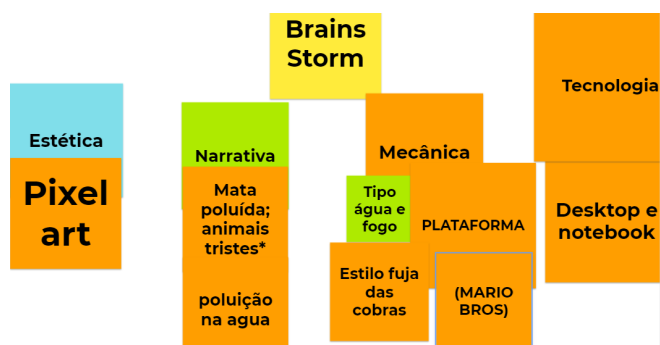 Brains
Storm
Estética
Pixel
art
Narrativa
Mata
poluída;
animais
tristes*
poluição
na agua
Mecânica
Tipo
água e
fogo
PLATAFORMA
Estilo fuja
das
cobras
(MARIO
BROS)
Tecnologia
Desktop e
notebook